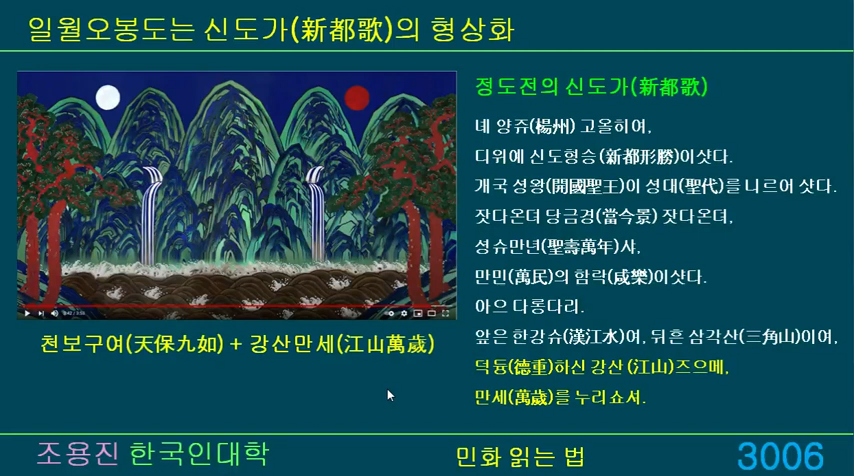 일월오봉도는 신도가(新都歌)의 형상화
정도전의 신도가(新都歌)
녜 양쥬(楊州) 고올히여,
디위에 신도형승(新都形勝)이샷다.
개국 성왕(開國聖王)이 성대(聖代)를 니르어 샷다.
잣다온뎌 당금경(當今景) 잣다온뎌,
성슈만년(聖壽萬年)샤,
만민(萬民)의 함락(咸樂)이샷다.
아으 다롱다리.
앞은 한강슈(漢江水)여, 뒤흔 삼각산(三角山)이여,
덕듕(德重)하신 강산 (江山)즈으메,
만세(萬歲)를 누리쇼셔.
천보구여(天保九如) + 강산만세(江山萬歲)
조용진 한국인대학
민화 읽는 법
3006